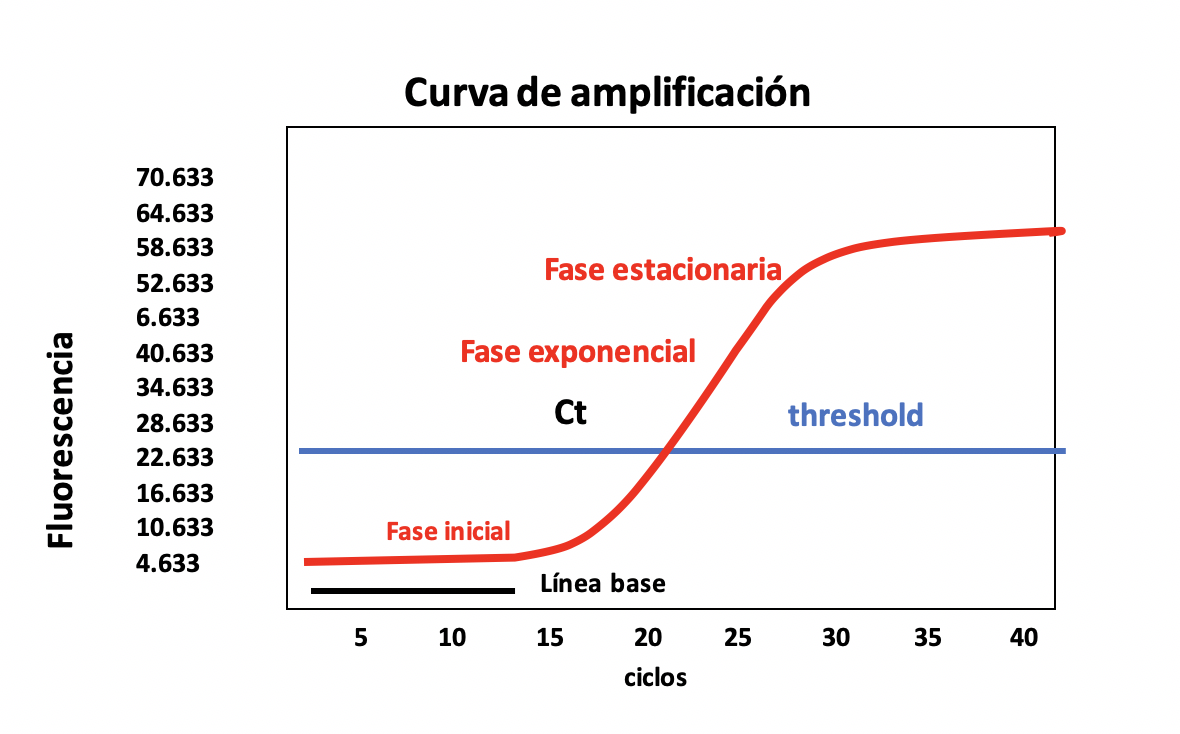 Curva de amplificación
70.633
64.633
58.633
52.633
6.633
40.633
34.633
28.633
22.633
16.633
10.633
4.633
Fluorescencia
Fase estacionaria
Fase exponencial
Ct
threshold
Fase inicial
Línea base
5 10 15 20 25 30 35 40
ciclos